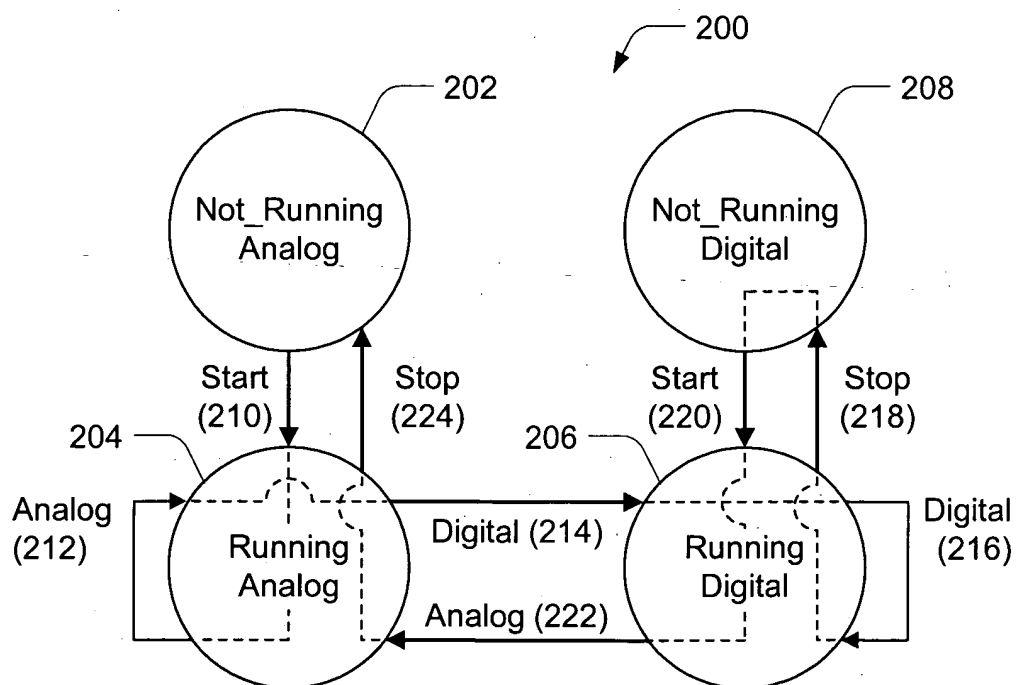 200
202
208
Not_Running
Analog
Not_Running
Digital
Start
(210)
Stop
(224)
Start
(220)
Stop
(218)
204
206
Analog
(212)
Digital (214)
Digital
(216)
Running
Analog
Running
Digital
Analog (222)